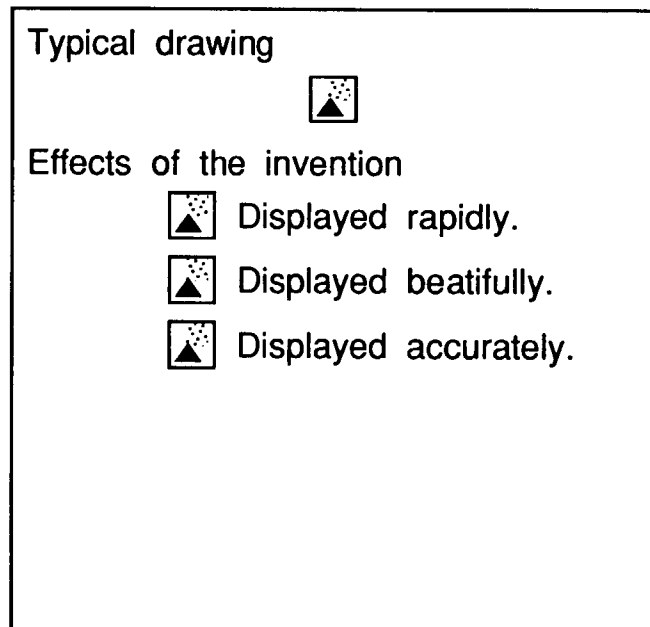 Typical drawing
Effects of the invention
Displayed rapidly.
Displayed beatifully.
Displayed accurately.